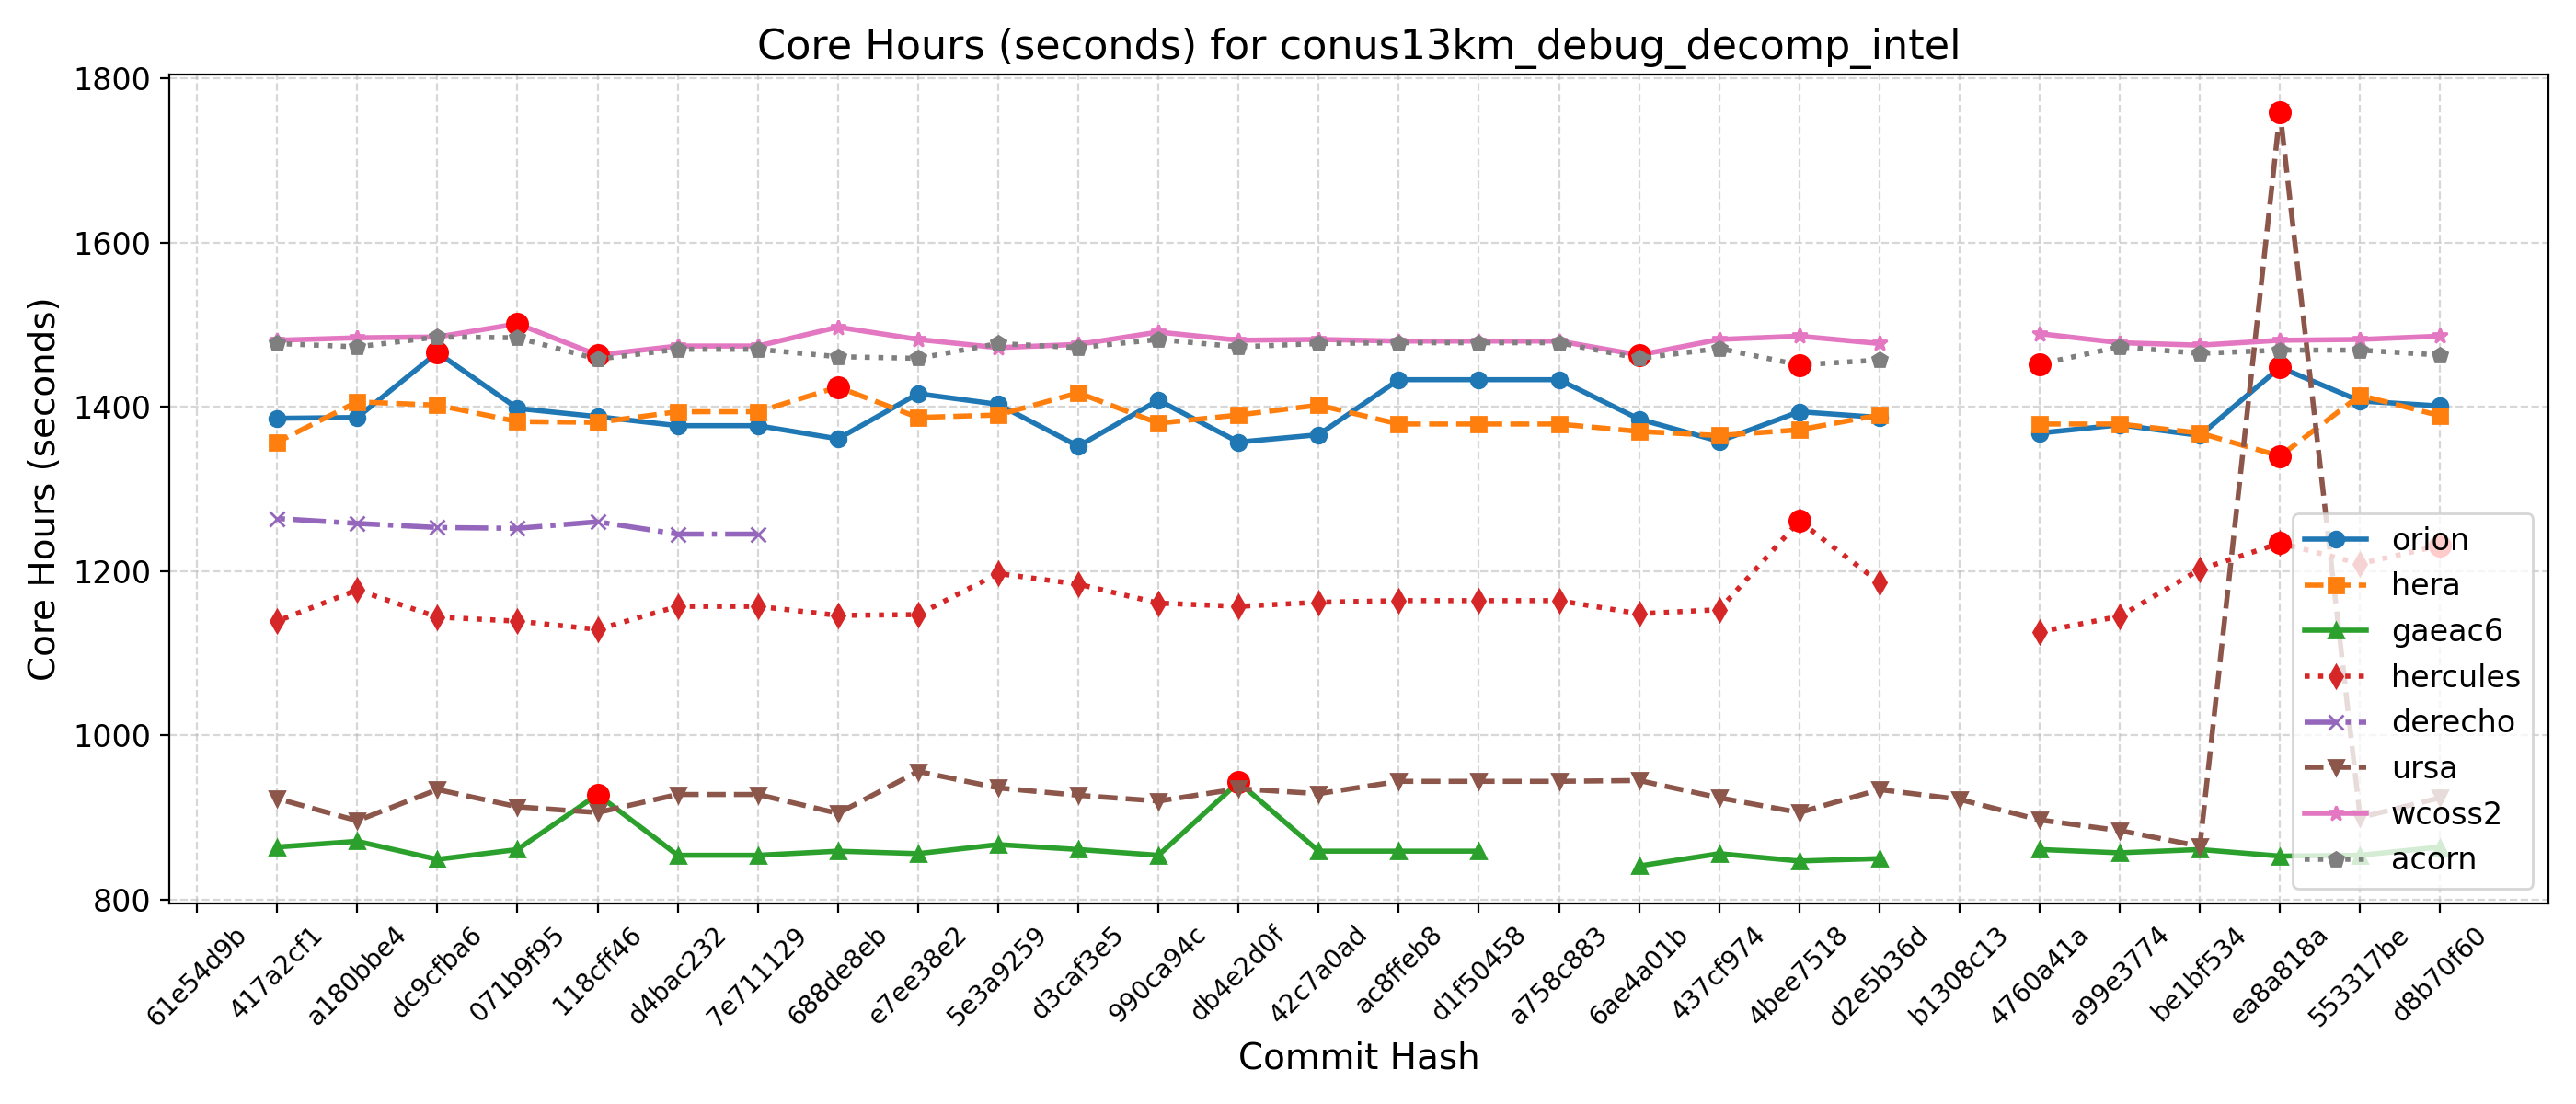 Core Hours (seconds) for conus13km_debug_decomp_intel
Core Hours (seconds)
1800
1600
1400
1200
1000
800
orion
hera
gaeac6
hercules
derecho
ursa
wcoss2
acorn
61e54d9b
417a2cf1
a180bbe4
dc9cfba6
071b9f95
118cff46
d4bac232
7e711129
688de8eb
e7ee38e2
5e3a9259
d3caf3e5
990ca94c
db4e2d0f
42c7a0ad
ac8ffeb8
d1f50458
a758c883
6ae4a01b
437cf974
4bee7518
d2e5b36d
b1308c13
4760a41a
a99e3774
be1bf534
ea8a818a
553317be
d8b70f60
Commit Hash